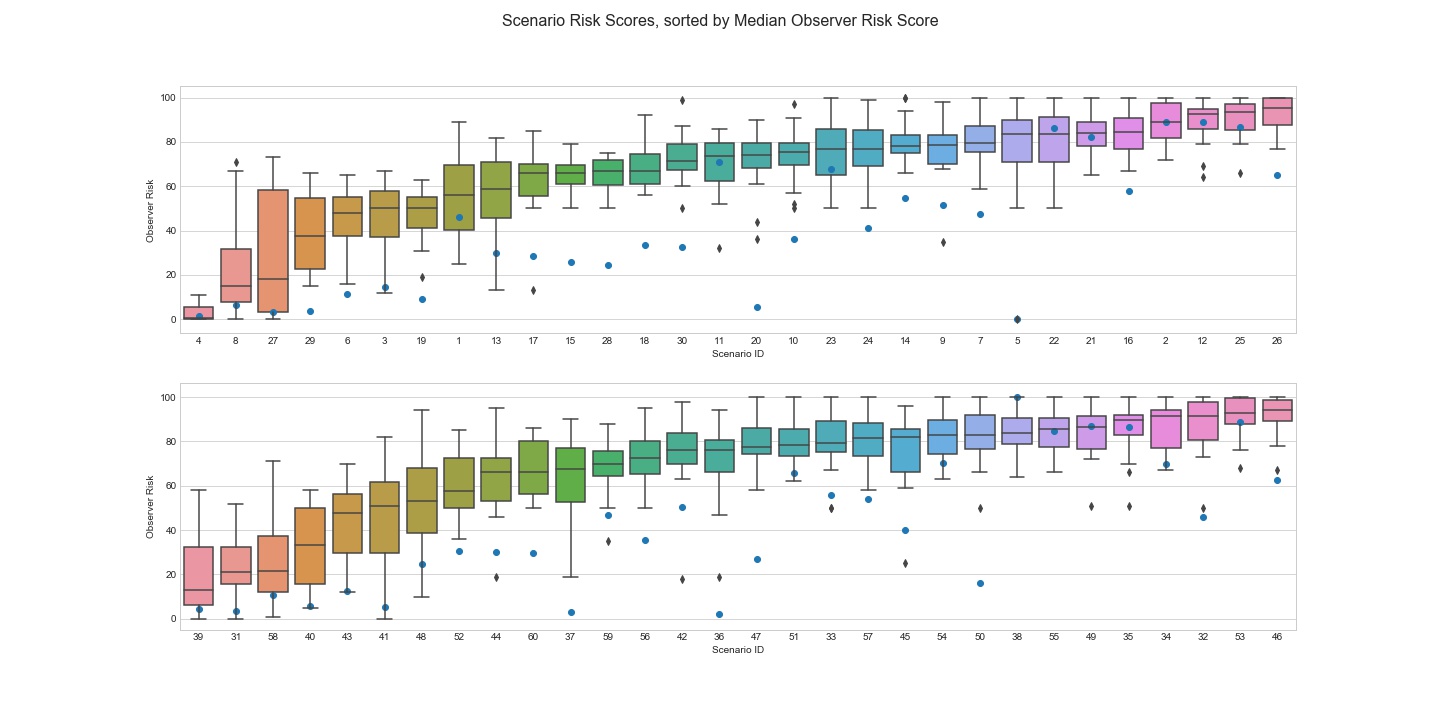 Scenario Risk Scores, sorted by Median Observer Risk Score
100
80
60
40
20
0
Observer Risk
4 8 27 29 6 3 19 1 13 17 15 28 18 30 11 20 10 23 24 14 9 7 5 22 21 16 2 12 25 26
Scenario ID
100
80
60
40
20
0
Observer Risk
39 31 58 40 43 41 48 52 44 60 37 59 56 42 36 47 51 33 57 45 54 50 38 55 49 35 34 32 53 46
Scenario ID